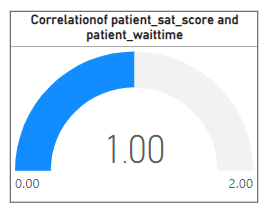 Correlationof patient_sat_score and
patient_waittime
1.00
0.00
2.00